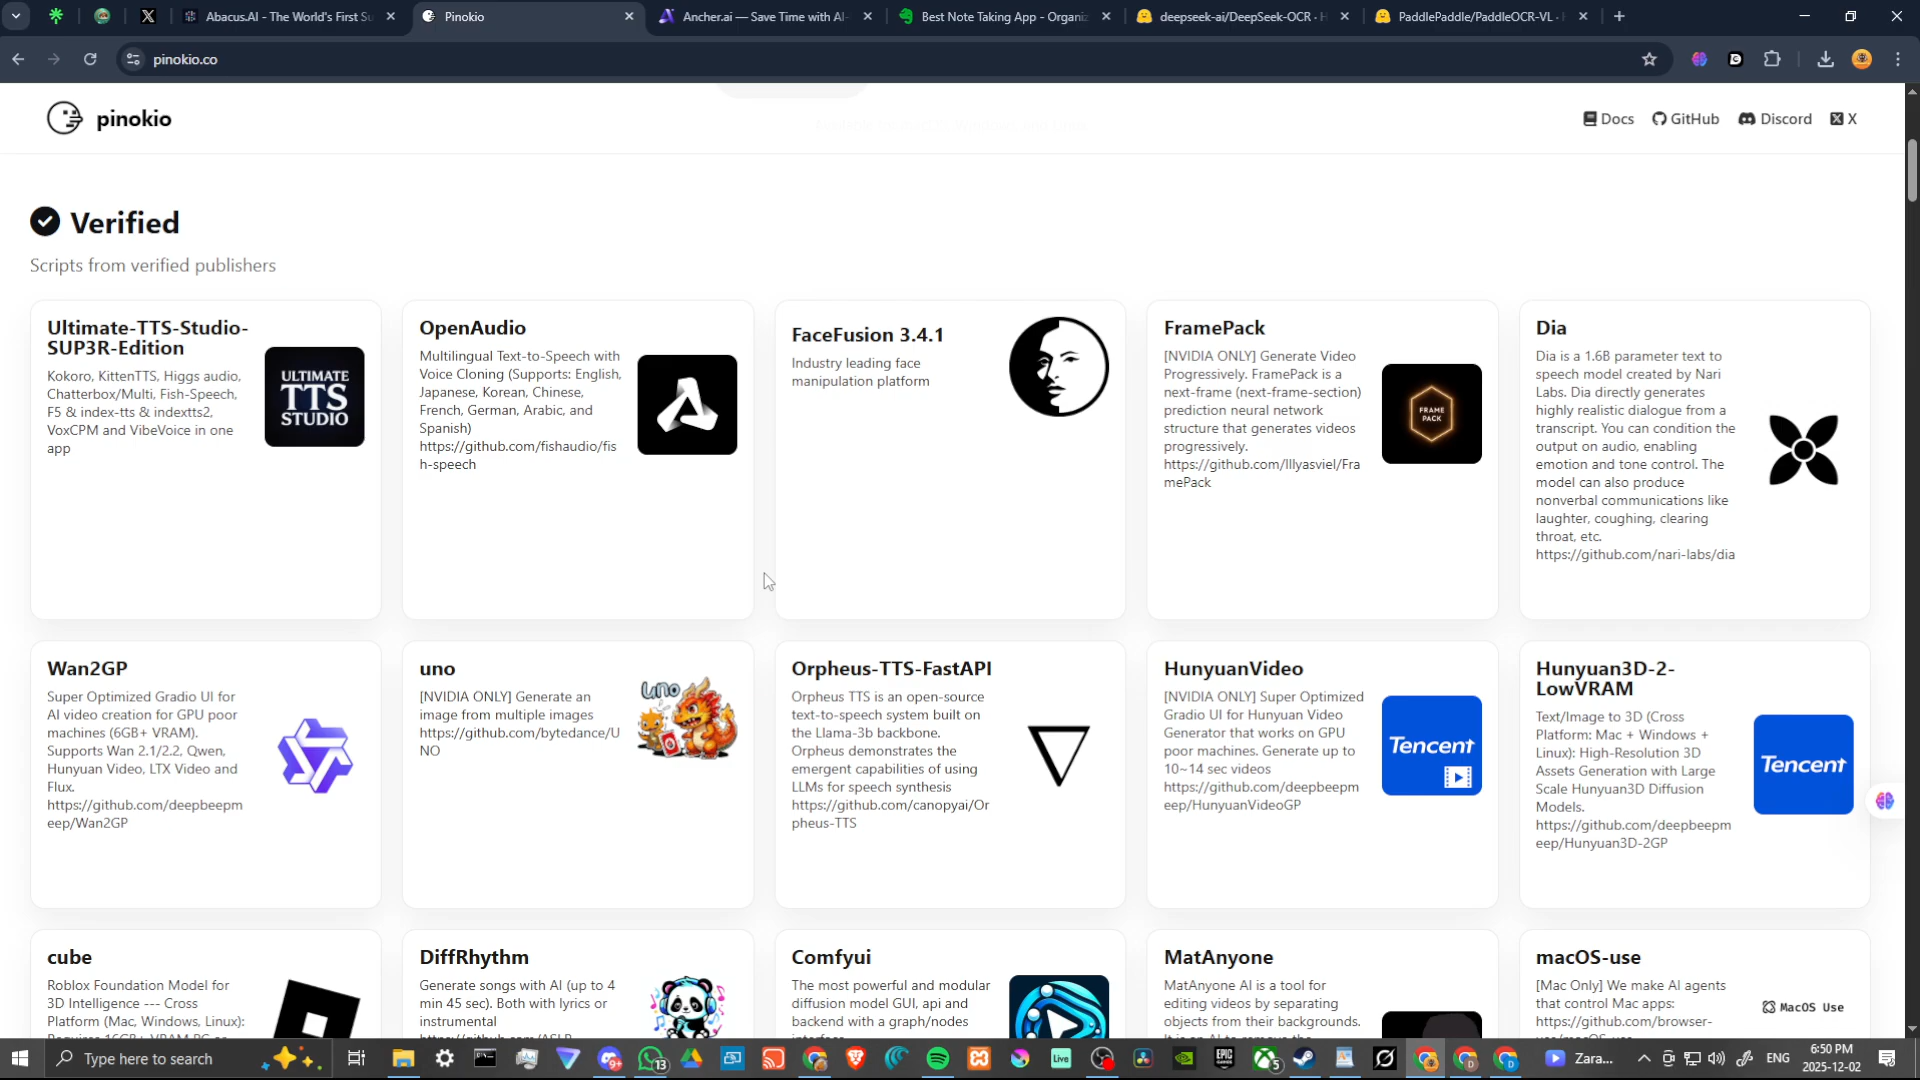 Abacus.AI - The World's First Su
Pinokio
Ancher.ai — Save Time with AI-
Best Note Taking App - Organiz
deepseek-ai/DeepSeek-OCR · H
PaddlePaddle/PaddleOCR-VL ·
pinokio.co
pinokio
Docs
GitHub
Discord
X
Verified
Scripts from verified publishers
Ultimate-TTS-Studio-
SUP3R-Edition
Kokoro, KittenTTS, Higgs audio,
Chatterbox/Multi, Fish-Speech,
F5 & index-tts & indextts2,
VoxCPM and VibeVoice in one
app
ULTIMATE
TTS
STUDIO
OpenAudio
Multilingual Text-to-Speech with
Voice Cloning (Supports: English,
Japanese, Korean, Chinese,
French, German, Arabic, and
Spanish)
https://github.com/fishaudio/fis
h-speech
FaceFusion 3.4.1
Industry leading face
manipulation platform
FramePack
[NVIDIA ONLY] Generate Video
Progressively. FramePack is a
next-frame (next-frame-section)
prediction neural network
structure that generates videos
progressively.
https://github.com/lllyasviel/Fra
mePack
FRAME
PACK
Dia
Dia is a 1.6B parameter text to
speech model created by Nari
Labs. Dia directly generates
highly realistic dialogue from a
transcript. You can condition the
output on audio, enabling
emotion and tone control. The
model can also produce
nonverbal communications like
laughter, coughing, clearing
throat, etc.
https://github.com/nari-labs/dia
Wan2GP
Super Optimized Gradio UI for
AI video creation for GPU poor
machines (6GB+ VRAM).
Supports Wan 2.1/2.2, Qwen,
Hunyuan Video, LTX Video and
Flux.
https://github.com/deepbeepm
eep/Wan2GP
uno
[NVIDIA ONLY] Generate an
image from multiple images
https://github.com/bytedance/U
NO
uno
Orpheus-TTS-FastAPI
Orpheus TTS is an open-source
text-to-speech system built on
the Llama-3b backbone.
Orpheus demonstrates the
emergent capabilities of using
LLMs for speech synthesis
https://github.com/canopyai/Or
pheus-TTS
HunyuanVideo
[NVIDIA ONLY] Super Optimized
Gradio UI for Hunyuan Video
Generator that works on GPU
poor machines. Generate up to
10~14 sec videos
https://github.com/deepbeepm
eep/HunyuanVideoGP
Tencent
Hunyuan3D-2-
LowVRAM
Text/Image to 3D (Cross
Platform: Mac + Windows +
Linux): High-Resolution 3D
Assets Generation with Large
Scale Hunyuan3D Diffusion
Models.
https://github.com/deepbeepm
eep/Hunyuan3D-2GP
Tencent
cube
Roblox Foundation Model for
3D Intelligence --- Cross
Platform (Mac, Windows, Linux):
DiffRhythm
Generate songs with AI (up to 4
min 45 sec). Both with lyrics or
instrumental
Comfyui
The most powerful and modular
diffusion model GUI, api and
backend with a graph/nodes
MatAnyone
MatAnyone AI is a tool for
editing videos by separating
objects from their backgrounds.
macOS-use
[Mac Only] We make AI agents
that control Mac apps:
https://github.com/browser-
MacOS Use
Type here to search
13
Live
EPIC
GAMES
5
Zara...
ENG
6:50 PM
2025-12-02